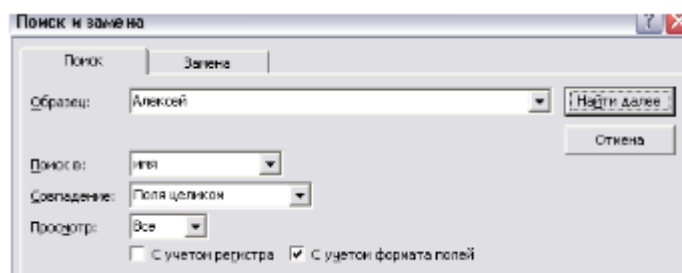 Поиск и замена
Поиск Замена
Образец: Алексей Найти далее
Отмена
Поиск в: имя
Совпадение: Поля целиком
Просмотр: Все
С учетом регистра С учетом формата полей